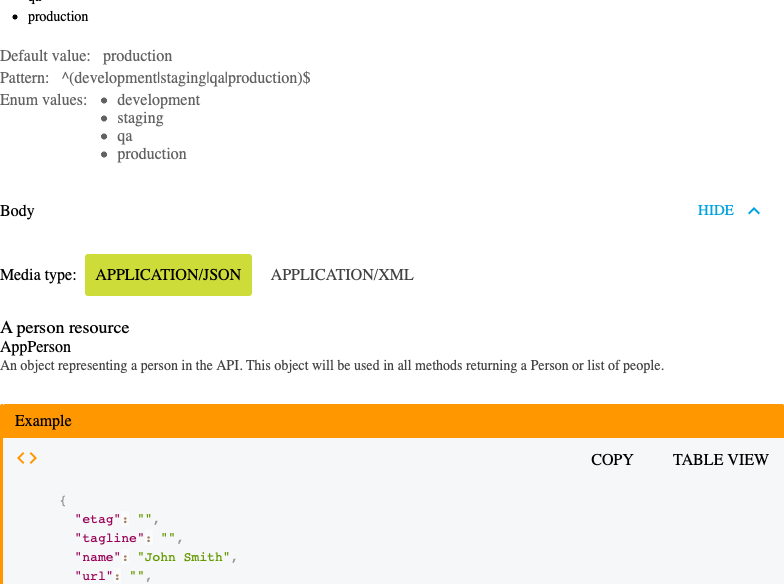 qa
production
Default value: production
Pattern: ^(development|staging|qa|production)$
Enum values: • development
• staging
• qa
• production
Body HIDE
Media type: APPLICATION/JSON APPLICATION/XML
A person resource
AppPerson
An object representing a person in the API. This object will be used in all methods returning a Person or list of people.
Example
<> COPY TABLE VIEW
{
"etag": "",
"tagline": "",
"name": "John Smith",
"url": "",